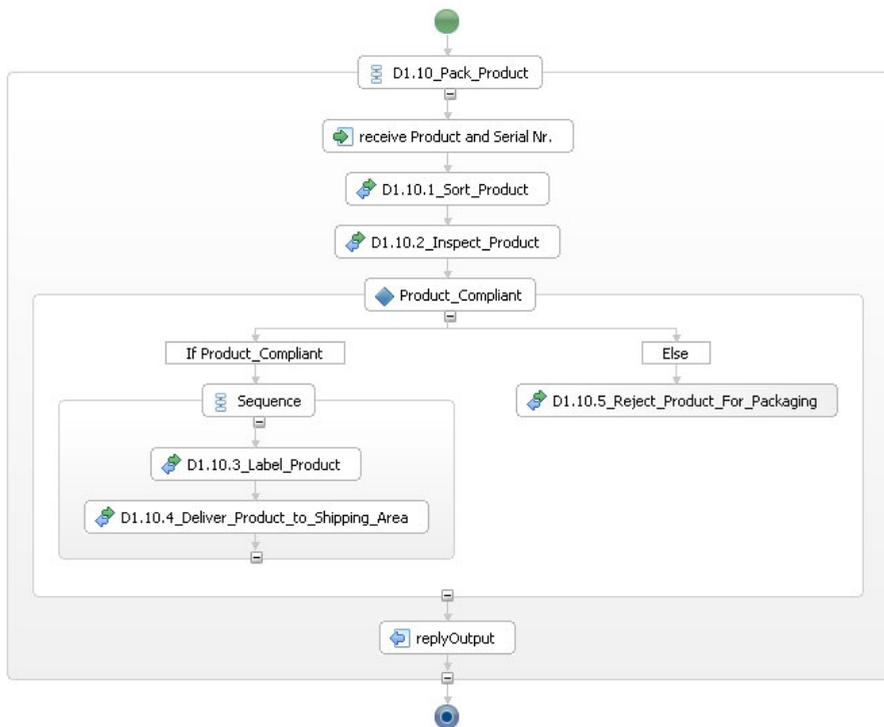 D1.10_Pack_Product
receive Product and Serial Nr.
D1.10.1_Sort_Product
D1.10.2_Inspect_Product
Product_Compliant
If Product_Compliant
Else
Sequence
D1.10.5_Reject_Product_For_Packaging
D1.10.3_Label_Product
D1.10.4_Deliver_Product_to_Shipping_Area
replyOutput